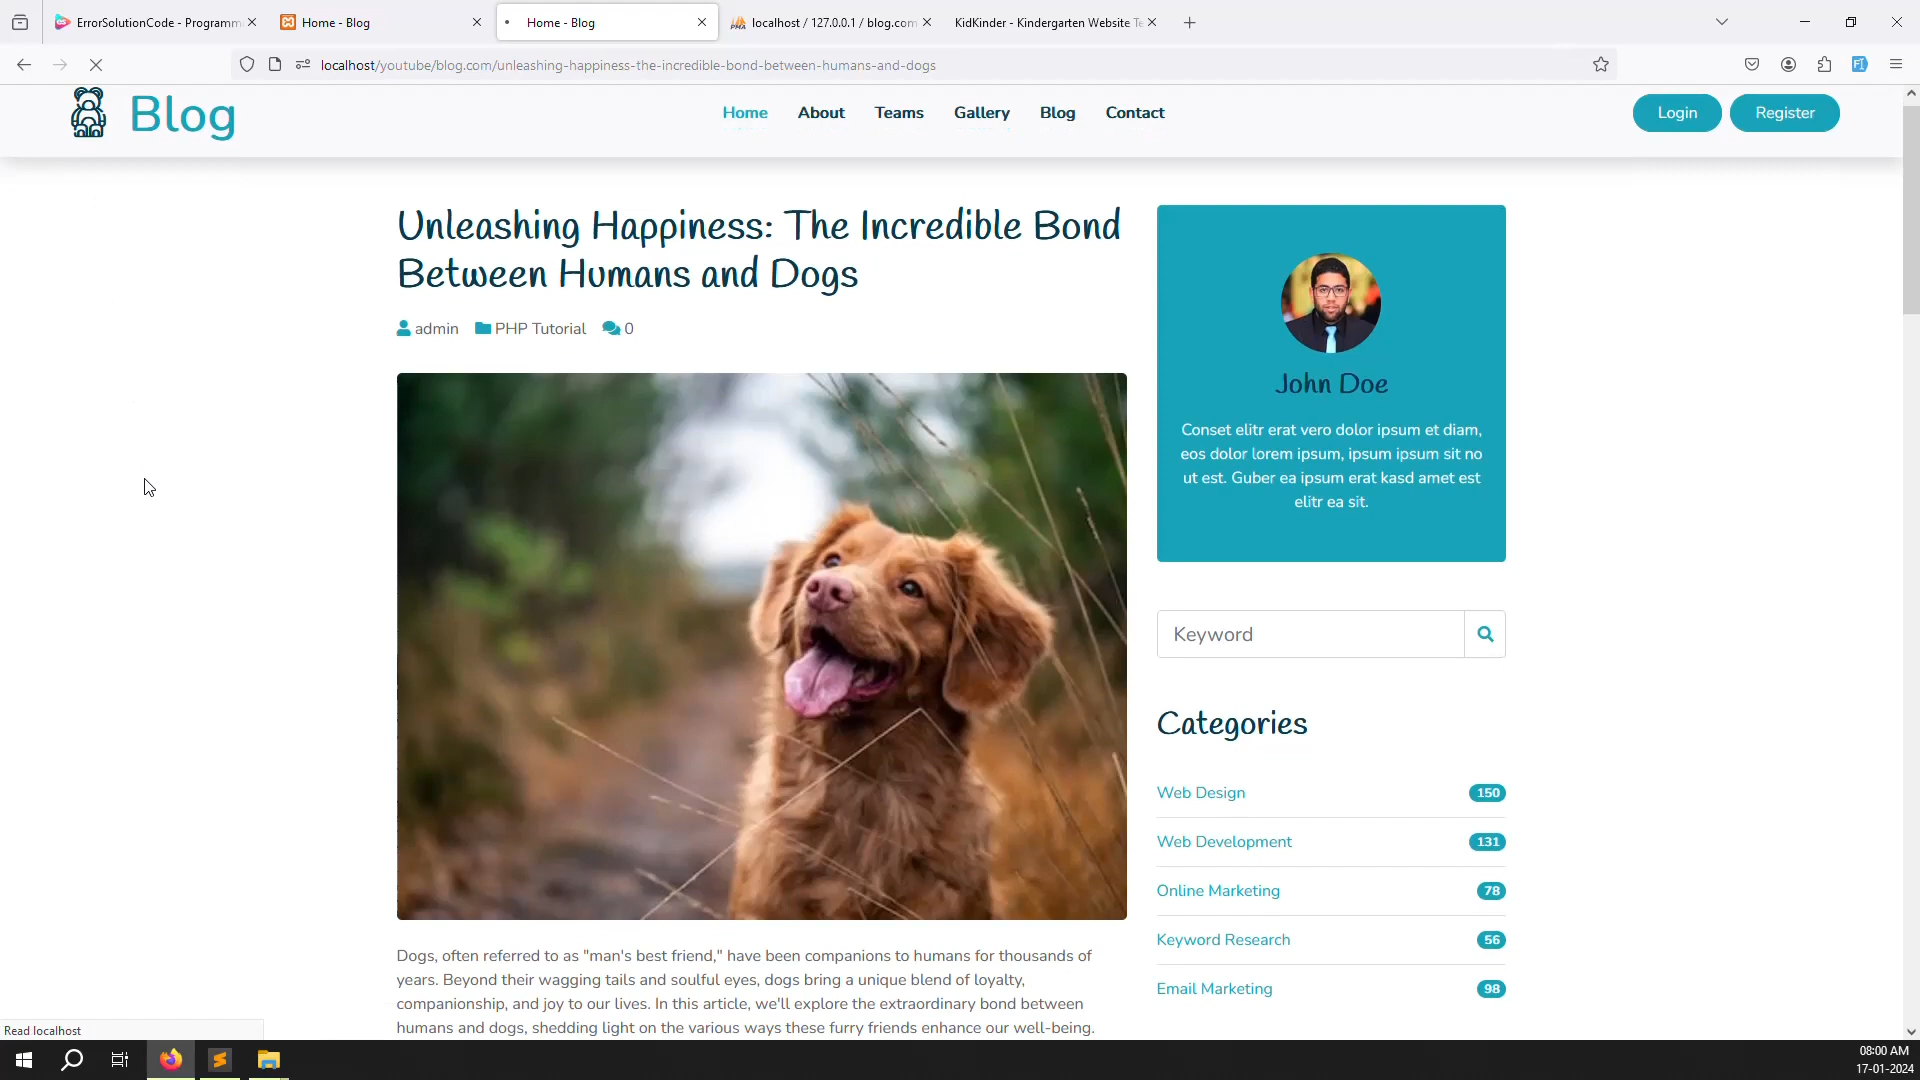 ErrorSolutionCode - Programm
Home - Blog
Home - Blog
localhost / 127.0.0.1 / blog.com
KidKinder - Kindergarten Website Te
localhost/youtube/blog.com/unleashing-happiness-the-incredible-bond-between-humans-and-dogs
Blog
Home
About
Teams
Gallery
Blog
Contact
Login
Register
Unleashing Happiness: The Incredible Bond
Between Humans and Dogs
admin
PHP Tutorial
0
John Doe
Conset elitr erat vero dolor ipsum et diam,
eos dolor lorem ipsum, ipsum ipsum sit no
ut est. Guber ea ipsum erat kasd amet est
elitr ea sit.
Keyword
Categories
Web Design 150
Web Development 131
Online Marketing 78
Keyword Research 56
Email Marketing 98
Dogs, often referred to as "man's best friend," have been companions to humans for thousands of
years. Beyond their wagging tails and soulful eyes, dogs bring a unique blend of loyalty,
companionship, and joy to our lives. In this article, we'll explore the extraordinary bond between
humans and dogs, shedding light on the various ways these furry friends enhance our well-being.
Read localhost
08:00 AM
17-01-2024